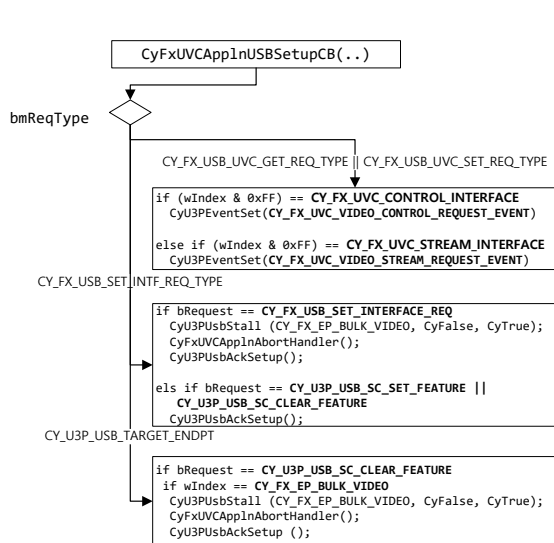 CyFxUVCApplnUSBSetupCB(..)
bmReqType
CY_FX_USB_UVC_GET_REQ_TYPE || CY_FX_USB_UVC_SET_REQ_TYPE
if (wIndex & 0xFF) == CY_FX_UVC_CONTROL_INTERFACE
CyU3PEventSet(CY_FX_UVC_VIDEO_CONTROL_REQUEST_EVENT)
else if (wIndex & 0xFF) == CY_FX_UVC_STREAM_INTERFACE
CyU3PEventSet(CY_FX_UVC_VIDEO_STREAM_REQUEST_EVENT)
CY_FX_USB_SET_INTF_REQ_TYPE
if bRequest == CY_FX_USB_SET_INTERFACE_REQ
CyU3PUsbStall (CY_FX_EP_BULK_VIDEO, CyFalse, CyTrue);
CyFxUVCApplnAbortHandler();
CyU3PUsbAckSetup();
els if bRequest == CY_U3P_USB_SC_SET_FEATURE ||
CY_U3P_USB_SC_CLEAR_FEATURE
CyU3PUsbAckSetup();
CY_U3P_USB_TARGET_ENDPT
if bRequest == CY_U3P_USB_SC_CLEAR_FEATURE
if wIndex == CY_FX_EP_BULK_VIDEO
CyU3PUsbStall (CY_FX_EP_BULK_VIDEO, CyFalse, CyTrue);
CyFxUVCApplnAbortHandler();
CyU3PUsbAckSetup ();